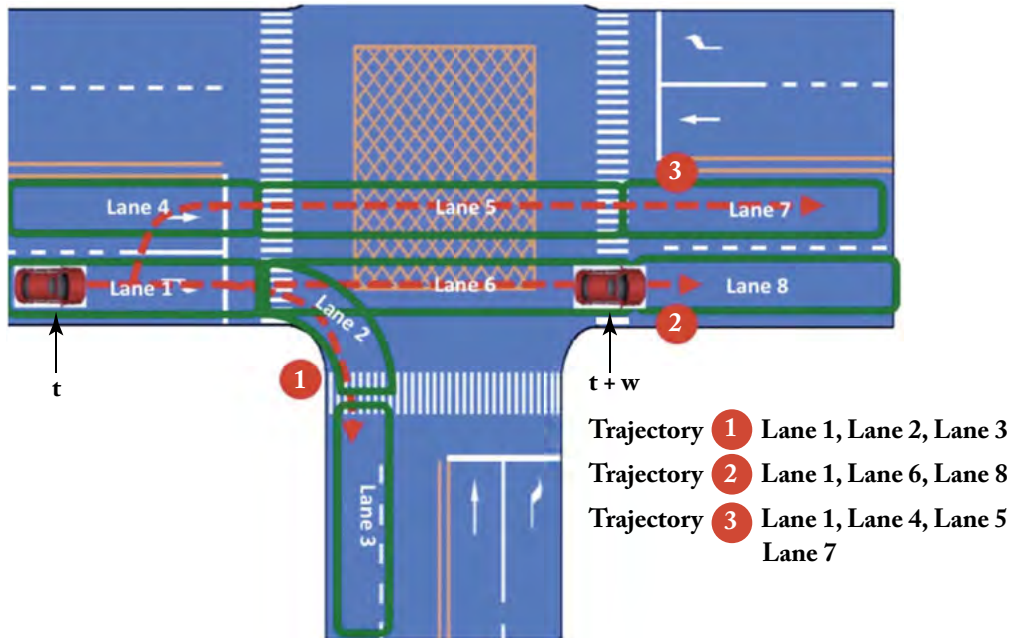 3
Lane 4
Lane 5
Lane 7
Lane 1
Lane 6
Lane 8
Lane 2
2
1
t
t + w
Lane 3
Trajectory 1 Lane 1, Lane 2, Lane 3
Trajectory 2 Lane 1, Lane 6, Lane 8
Trajectory 3 Lane 1, Lane 4, Lane 5
Lane 7